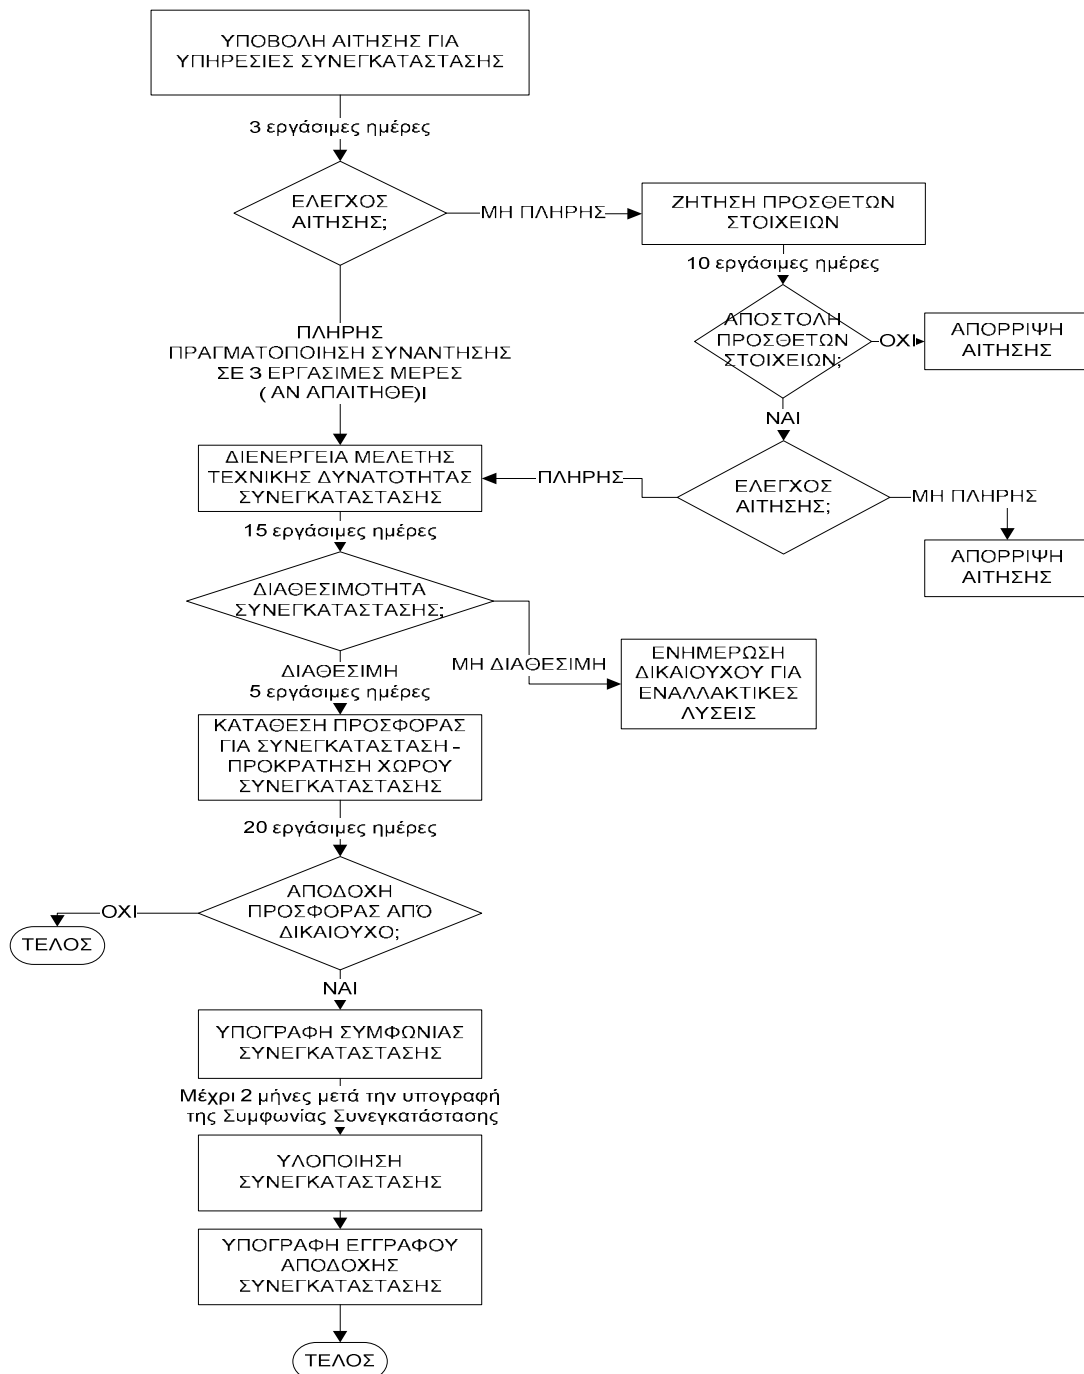 ΥΠΟΒΟΛΗ ΑΙΤΗΣΗΣ ΓΙΑ
ΥΠΗΡΕΣΙΕΣ ΣΥΝΕΓΚΑΤΑΣΤΑΣΗΣ
3 εργάσιμες ημέρες
ΕΛΕΓΧΟΣ
ΑΙΤΗΣΗΣ;
ΜΗ ΠΛΗΡΗΣ
ΖΗΤΗΣΗ ΠΡΟΣΘΕΤΩΝ
ΣΤΟΙΧΕΙΩΝ
10 εργάσιμες ημέρες
ΑΠΟΣΤΟΛΗ
ΠΡΟΣΘΕΤΩΝ
ΣΤΟΙΧΕΙΩΝ;
ΟΧΙ
ΑΠΟΡΡΙΨΗ
ΑΙΤΗΣΗΣ
ΝΑΙ
ΠΛΗΡΗΣ
ΠΡΑΓΜΑΤΟΠΟΙΗΣΗ ΣΥΝΑΝΤΗΣΗΣ
ΣΕ 3 ΕΡΓΑΣΙΜΕΣ ΜΕΡΕΣ
( ΑΝ ΑΠΑΙΤΗΘΕ)Ι
ΔΙΕΝΕΡΓΕΙΑ ΜΕΛΕΤΗΣ
ΤΕΧΝΙΚΗΣ ΔΥΝΑΤΟΤΗΤΑΣ
ΣΥΝΕΓΚΑΤΑΣΤΑΣΗΣ
ΠΛΗΡΗΣ
ΕΛΕΓΧΟΣ
ΑΙΤΗΣΗΣ;
ΜΗ ΠΛΗΡΗΣ
ΑΠΟΡΡΙΨΗ
ΑΙΤΗΣΗΣ
15 εργάσιμες ημέρες
ΔΙΑΘΕΣΙΜΟΤΗΤΑ
ΣΥΝΕΓΚΑΤΑΣΤΑΣΗΣ;
ΜΗ ΔΙΑΘΕΣΙΜΗ
ΕΝΗΜΕΡΩΣΗ
ΔΙΚΑΙΟΥΧΟΥ ΓΙΑ
ΕΝΑΛΛΑΚΤΙΚΕΣ
ΛΥΣΕΙΣ
ΔΙΑΘΕΣΙΜΗ
5 εργάσιμες ημέρες
ΚΑΤΑΘΕΣΗ ΠΡΟΣΦΟΡΑΣ
ΓΙΑ ΣΥΝΕΓΚΑΤΑΣΤΑΣΗ –
ΠΡΟΚΡΑΤΗΣΗ ΧΩΡΟΥ
ΣΥΝΕΓΚΑΤΑΣΤΑΣΗΣ
20 εργάσιμες ημέρες
ΑΠΟΔΟΧΗ
ΠΡΟΣΦΟΡΑΣ ΑΠΌ
ΔΙΚΑΙΟΥΧΟ;
ΟΧΙ
ΤΕΛΟΣ
ΝΑΙ
ΥΠΟΓΡΑΦΗ ΣΥΜΦΩΝΙΑΣ
ΣΥΝΕΓΚΑΤΑΣΤΑΣΗΣ
Μέχρι 2 μήνες μετά την υπογραφή
της Συμφωνίας Συνεγκατάστασης
ΥΛΟΠΟΙΗΣΗ
ΣΥΝΕΓΚΑΤΑΣΤΑΣΗΣ
ΥΠΟΓΡΑΦΗ ΕΓΓΡΑΦΟΥ
ΑΠΟΔΟΧΗΣ
ΣΥΝΕΓΚΑΤΑΣΤΑΣΗΣ
ΤΕΛΟΣ